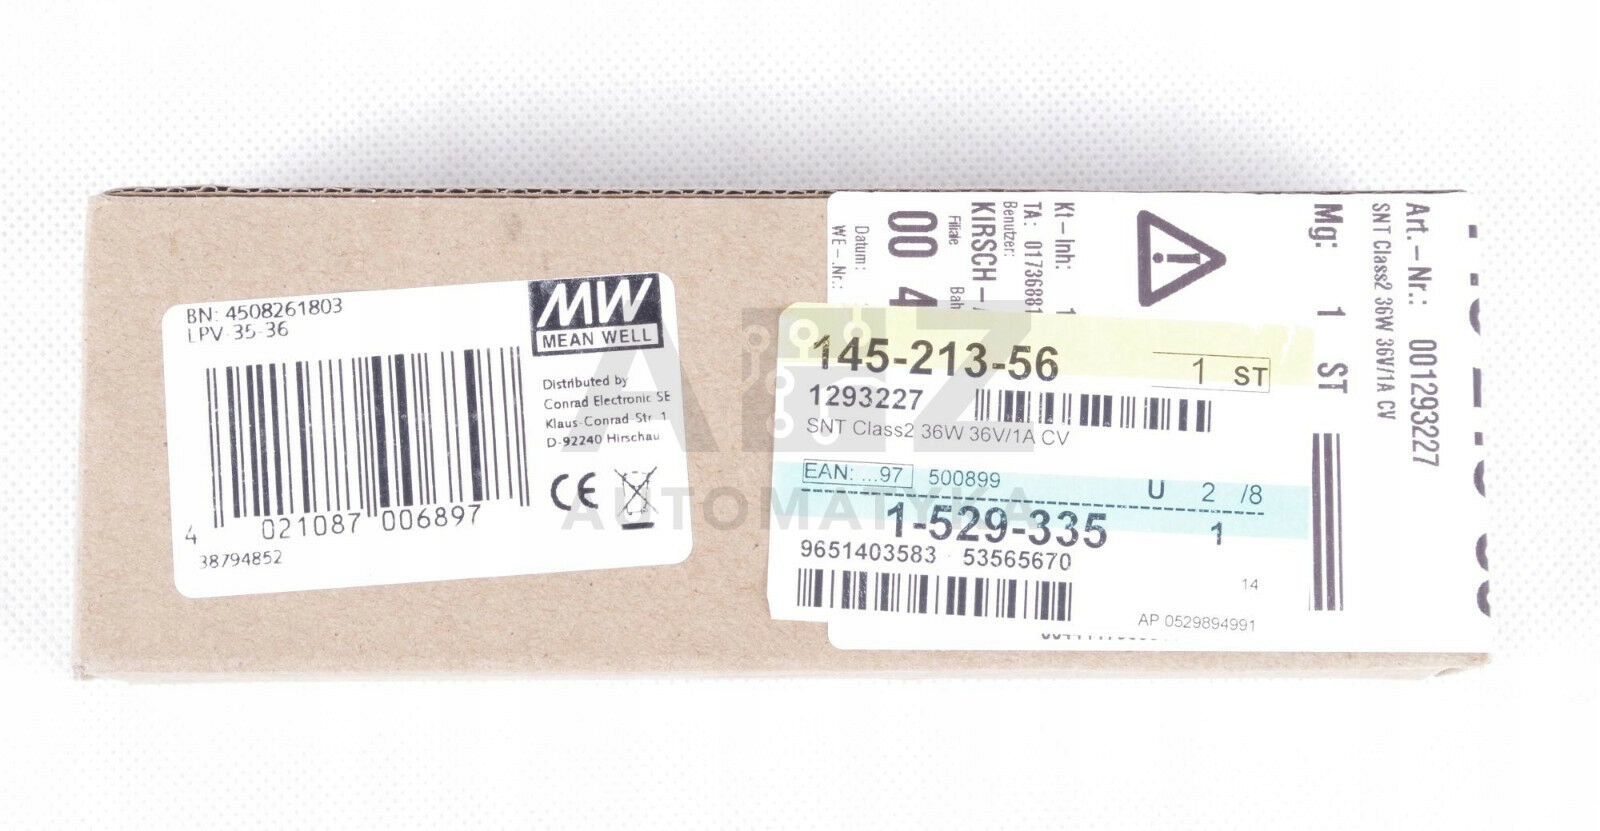 BN: 4508261803
LPV-35-36
MW
MEAN WELL
Distributed by
Conrad Electronic SE
Klaus-Conrad-Str. 1
D-92240 Hirschau
CE
4 021087 006897
38794852
145-213-56 1 ST
1293227
SNT Class2 36W 36V/1A CV
EAN: ...97 500899 U 2 /8
1-529-335 1
9651403583 53565670
14
AP 0529894991
Art.-Nr.: 001293227
SNT Class2 36W 36V/1A CV
Mg: 1 ST
Kt-Inh: 1
TA: 01736881
Benutzer:
KIRSCH-
Filiale
00 4
Datum:
WE-.Nr.:
AUTOMATYKA